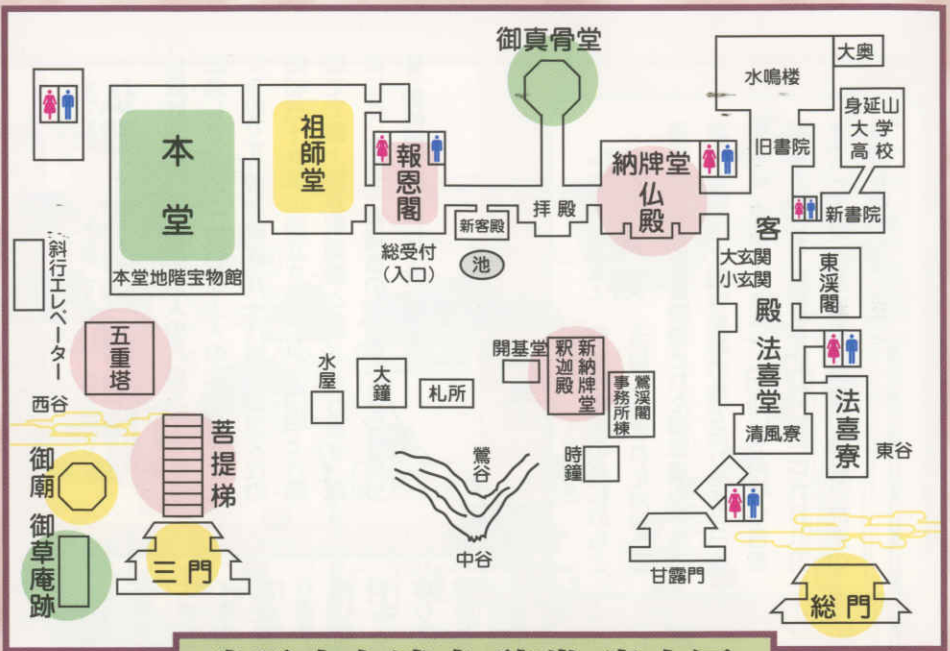 御真骨堂
大奥
水鳴楼
身延山
大学
高校
本堂
祖師堂
報恩閣
納牌堂
仏殿
旧書院
新書院
拝殿
新客殿
客殿
大玄関
小玄関
東渓閣
総受付
(入口)
池
本堂地階宝物館
斜行エレベーター
五重塔
水屋
大鐘
札所
開基堂
新納牌堂
釈迦殿
鶯渓閣
事務所棟
法喜堂
清風寮
法喜寮
東谷
西谷
菩提梯
御廟
御草庵跡
三門
鶯谷
中谷
時鐘
甘露門
総門